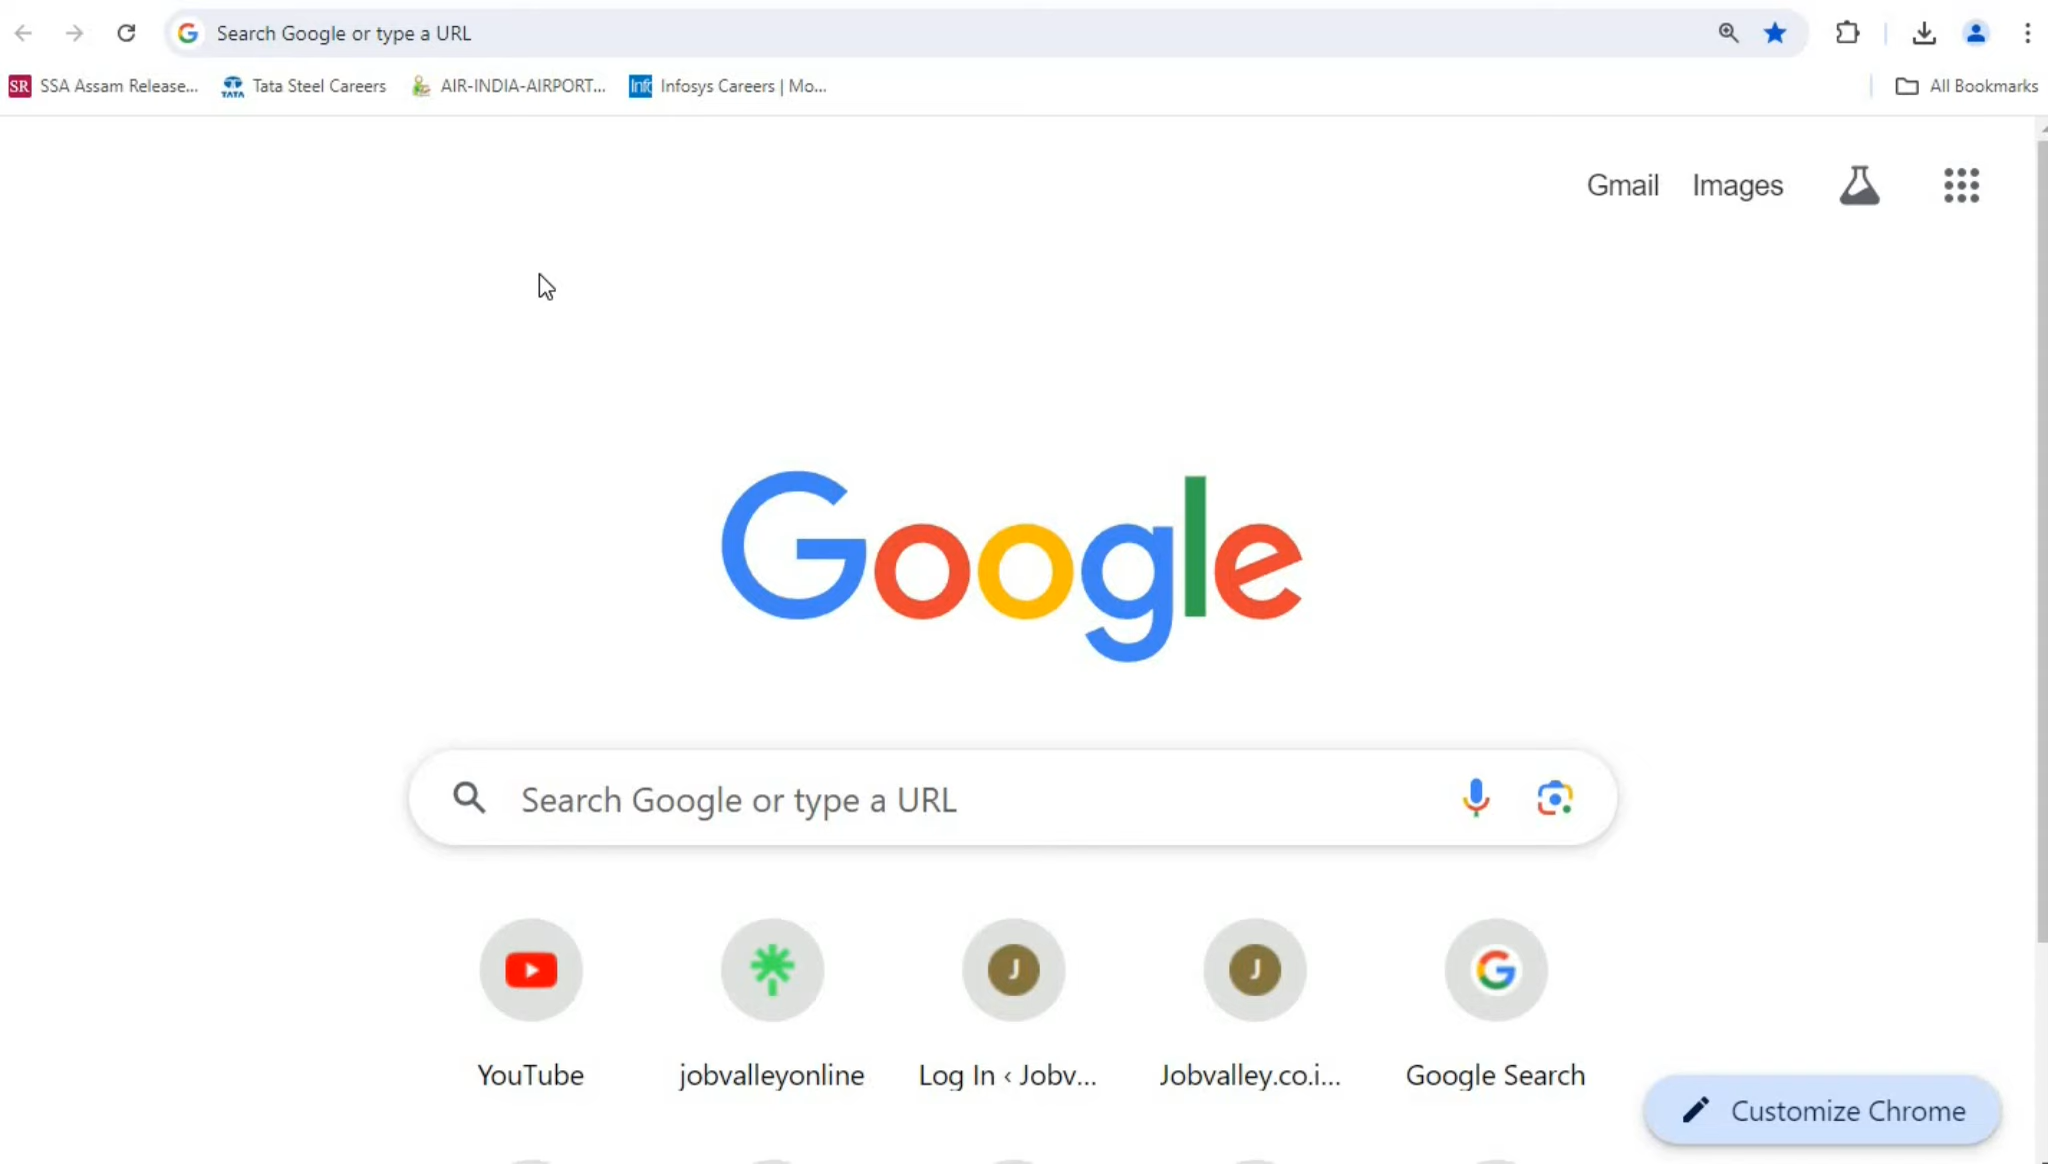 Search Google or type a URL
SR SSA Assam Release... TATA Tata Steel Careers AIR-INDIA-AIRPORT... Infosys Careers | Mo... All Bookmarks
Gmail Images
Google
Search Google or type a URL
J J G
YouTube jobvalleyonline Log In ‹ Jobv... Jobvalley.co.i... Google Search
Customize Chrome